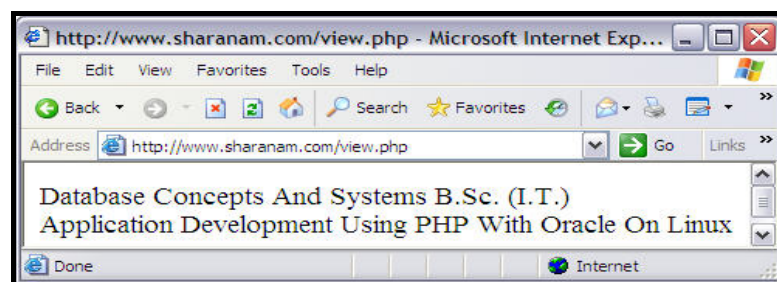 http://www.sharanam.com/view.php - Microsoft Internet Exp...
File Edit View Favorites Tools Help
Back Search Favorites »
Address http://www.sharanam.com/view.php Go Links »
Database Concepts And Systems B.Sc. (I.T.)
Application Development Using PHP With Oracle On Linux
Done Internet